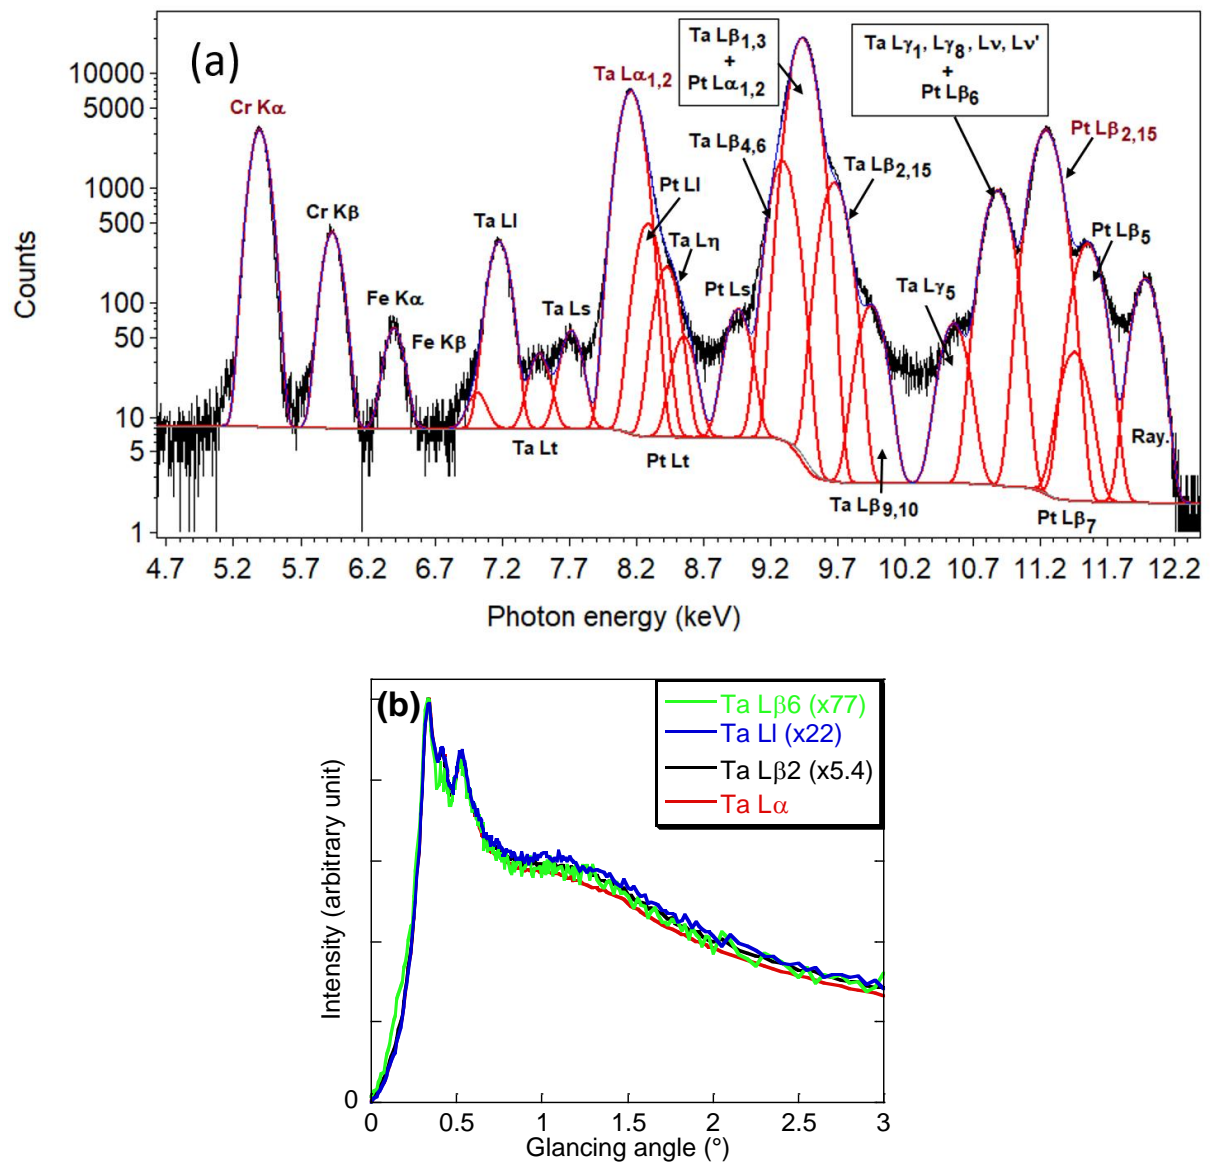 (a)
Cr Kα
Cr Kβ
Fe Kα
Fe Kβ
Ta Ll
Ta Lt
Ta Ls
Ta Lα1,2
Pt Ll
Ta Lη
Pt Lt
Pt Ls
Ta Lβ1,3
+
Pt Lα1,2
Ta Lβ4,6
Ta Lβ2,15
Ta Lβ9,10
Ta Lγ5
Ta Lγ1, Lγ8, Lν, Lν'
+
Pt Lβ6
Pt Lβ2,15
Pt Lβ5
Pt Lβ7
Ray.
Counts
10000
5000
1000
500
100
50
10
5
1
4.7 5.2 5.7 6.2 6.7 7.2 7.7 8.2 8.7 9.2 9.7 10.2 10.7 11.2 11.7 12.2
Photon energy (keV)
(b)
Ta Lβ6 (x77)
Ta Ll (x22)
Ta Lβ2 (x5.4)
Ta Lα
Intensity (arbitrary unit)
0
0 0.5 1 1.5 2 2.5 3
Glancing angle (°)